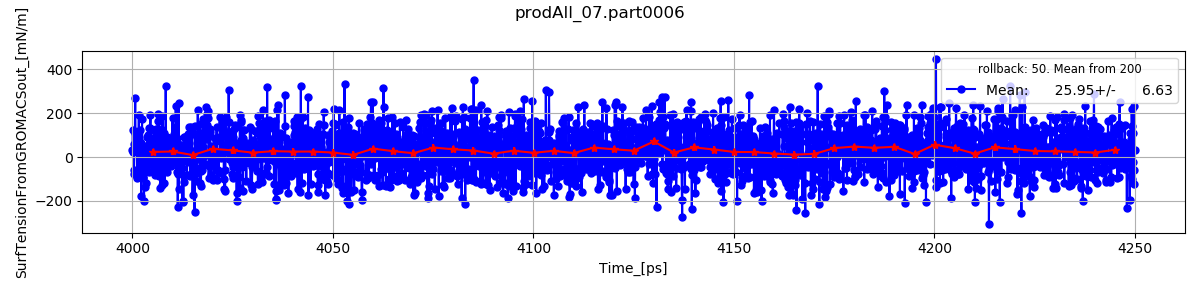 prodAll_07.part0006
SurfTensionFromGROMACSout_[mN/m]
400
200
0
−200
rollback: 50. Mean from 200
Mean: 25.95+/- 6.63
4000 4050 4100 4150 4200 4250
Time_[ps]